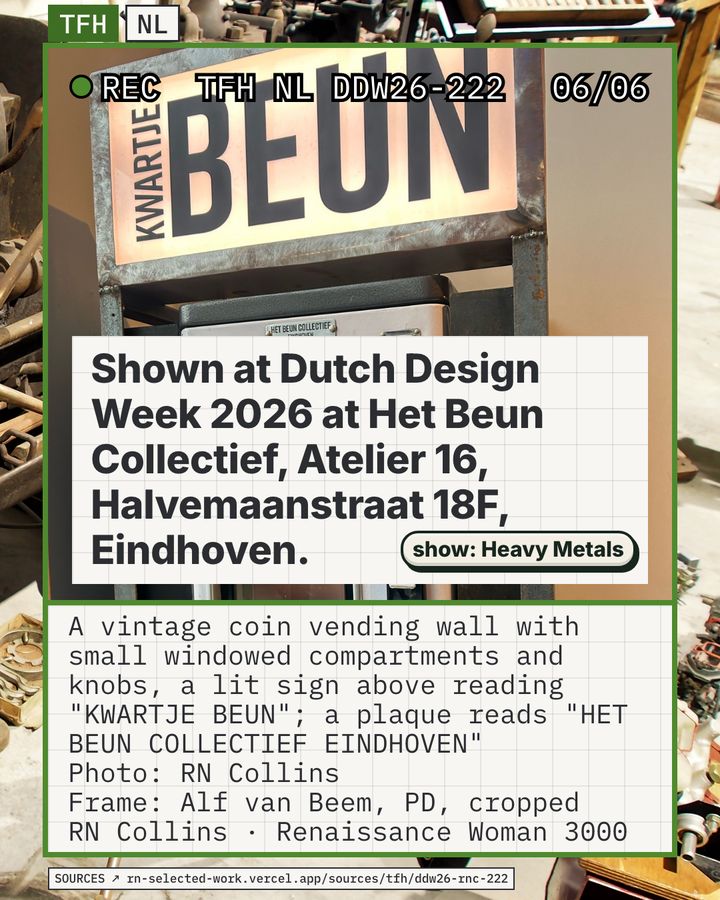 TFH NL
REC TFH NL DDW26-222 06/06
KWARTJE
BEUN
HET BEUN COLLECTIEF
EINDHOVEN
Shown at Dutch Design
Week 2026 at Het Beun
Collectief, Atelier 16,
Halvemaanstraat 18F,
Eindhoven.
show: Heavy Metals
A vintage coin vending wall with
small windowed compartments and
knobs, a lit sign above reading
"KWARTJE BEUN"; a plaque reads "HET
BEUN COLLECTIEF EINDHOVEN"
Photo: RN Collins
Frame: Alf van Beem, PD, cropped
RN Collins · Renaissance Woman 3000
SOURCES ↗ rn-selected-work.vercel.app/sources/tfh/ddw26-rnc-222